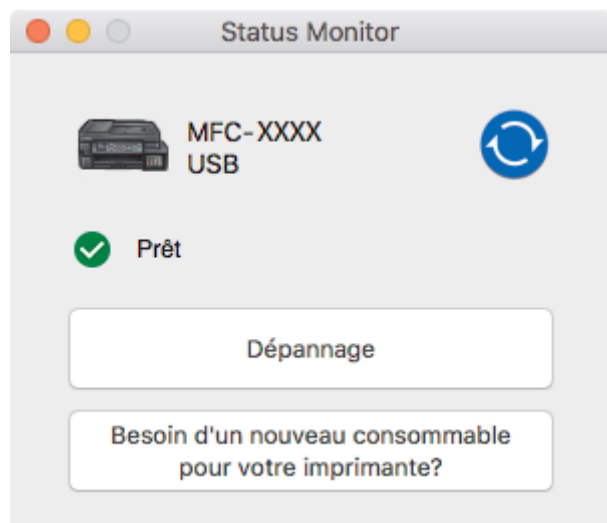 Status Monitor
MFC-XXXX
USB
Prêt
Dépannage
Besoin d'un nouveau consommable
pour votre imprimante?